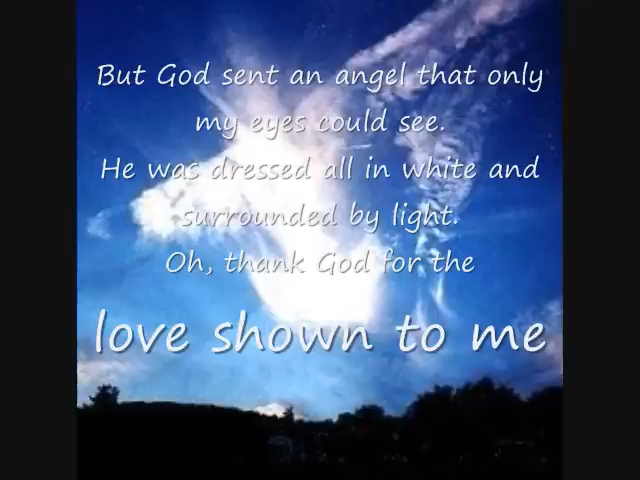 But God sent an angel that only
my eyes could see.
He was dressed all in white and
surrounded by light.
Oh, thank God for the
love shown to me